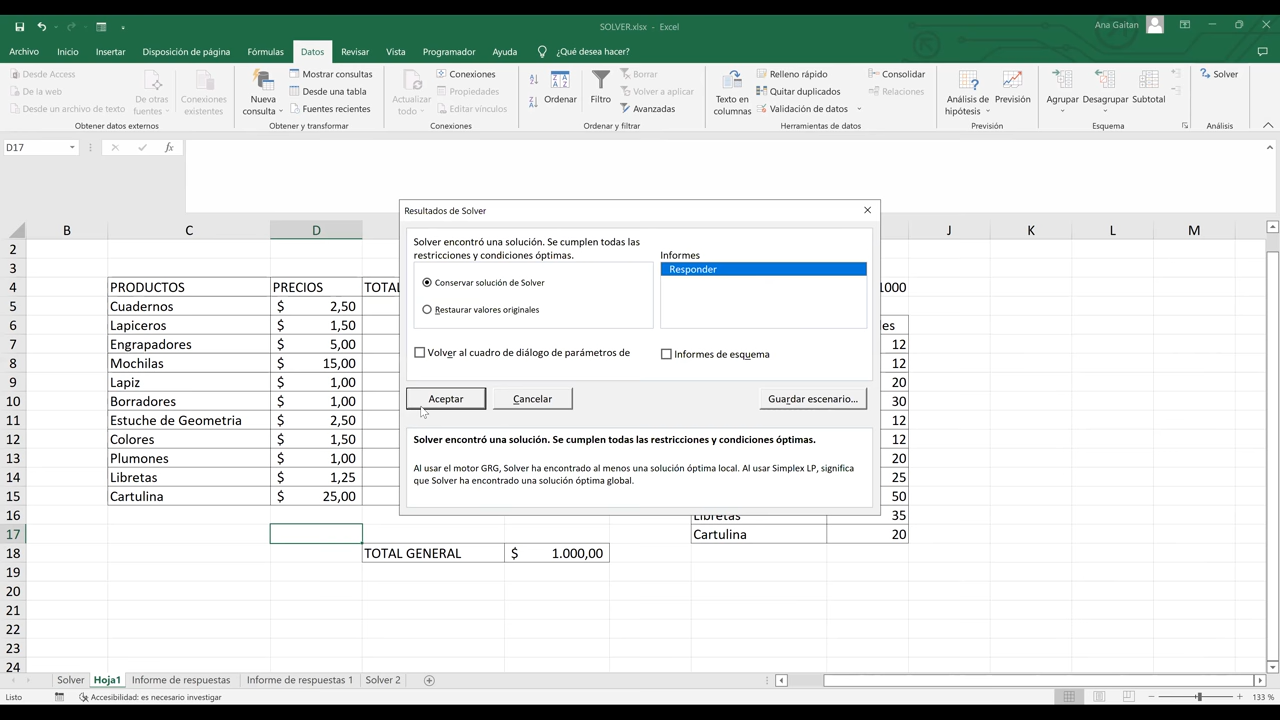 SOLVER.xlsx - Excel
Ana Gaitan
Archivo Inicio Insertar Disposición de página Fórmulas Datos Revisar Vista Programador Ayuda ¿Qué desea hacer?
Desde Access
De la web
Desde un archivo de texto
De otras fuentes
Conexiones existentes
Obtener datos externos
Nueva consulta
Mostrar consultas
Desde una tabla
Fuentes recientes
Obtener y transformar
Actualizar todo
Conexiones
Propiedades
Editar vínculos
Conexiones
Ordenar
Filtro
Borrar
Volver a aplicar
Avanzadas
Ordenar y filtrar
Texto en columnas
Relleno rápido
Quitar duplicados
Validación de datos
Consolidar
Relaciones
Herramientas de datos
Análisis de hipótesis
Previsión
Previsión
Agrupar
Desagrupar
Subtotal
Esquema
Solver
Análisis
D17
fx
B C D J K L M
2
3
4 PRODUCTOS PRECIOS TOTAL 1000
5 Cuadernos $ 2,50
6 Lapiceros $ 1,50 les
7 Engrapadores $ 5,00 12
8 Mochilas $ 15,00 12
9 Lapiz $ 1,00 20
10 Borradores $ 1,00 30
11 Estuche de Geometria $ 2,50 12
12 Colores $ 1,50 12
13 Plumones $ 1,00 20
14 Libretas $ 1,25 25
15 Cartulina $ 25,00 50
16 Libretas 35
17 Cartulina 20
18 TOTAL GENERAL $ 1.000,00
19
20
21
22
23
24
Resultados de Solver
Solver encontró una solución. Se cumplen todas las
restricciones y condiciones óptimas.
Informes
Responder
Conservar solución de Solver
Restaurar valores originales
Volver al cuadro de diálogo de parámetros de
Informes de esquema
Aceptar Cancelar Guardar escenario...
Solver encontró una solución. Se cumplen todas las restricciones y condiciones óptimas.
Al usar el motor GRG, Solver ha encontrado al menos una solución óptima local. Al usar Simplex LP, significa
que Solver ha encontrado una solución óptima global.
Solver Hoja1 Informe de respuestas Informe de respuestas 1 Solver 2
Listo Accesibilidad: es necesario investigar 133 %